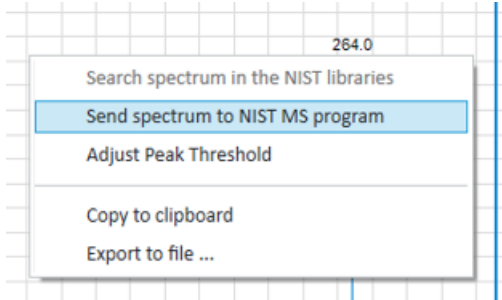 264.0
Search spectrum in the NIST libraries
Send spectrum to NIST MS program
Adjust Peak Threshold
Copy to clipboard
Export to file ...